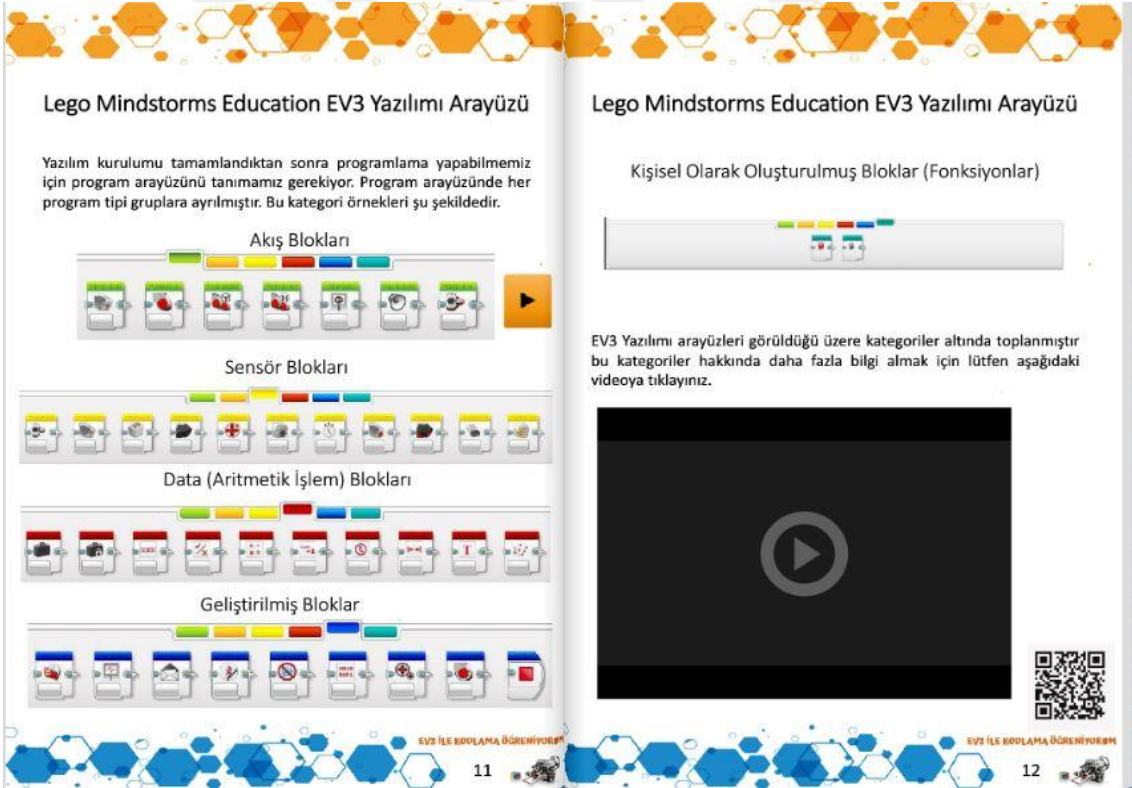 Lego Mindstorms Education EV3 Yazılımı Arayüzü
Yazılım kurulumu tamamlandıktan sonra programlama yapabilmemiz
için program arayüzünü tanımamız gerekiyor. Program arayüzünde her
program tipi gruplara ayrılmıştır. Bu kategori örnekleri şu şekildedir.
Akış Blokları
Sensör Blokları
Data (Aritmetik İşlem) Blokları
Geliştirilmiş Bloklar
EV3 İLE KODLAMA ÖĞRENİYORUM
11
Lego Mindstorms Education EV3 Yazılımı Arayüzü
Kişisel Olarak Oluşturulmuş Bloklar (Fonksiyonlar)
EV3 Yazılımı arayüzleri görüldüğü üzere kategoriler altında toplanmıştır
bu kategoriler hakkında daha fazla bilgi almak için lütfen aşağıdaki
videoya tıklayınız.
EV3 İLE KODLAMA ÖĞRENİYORUM
12